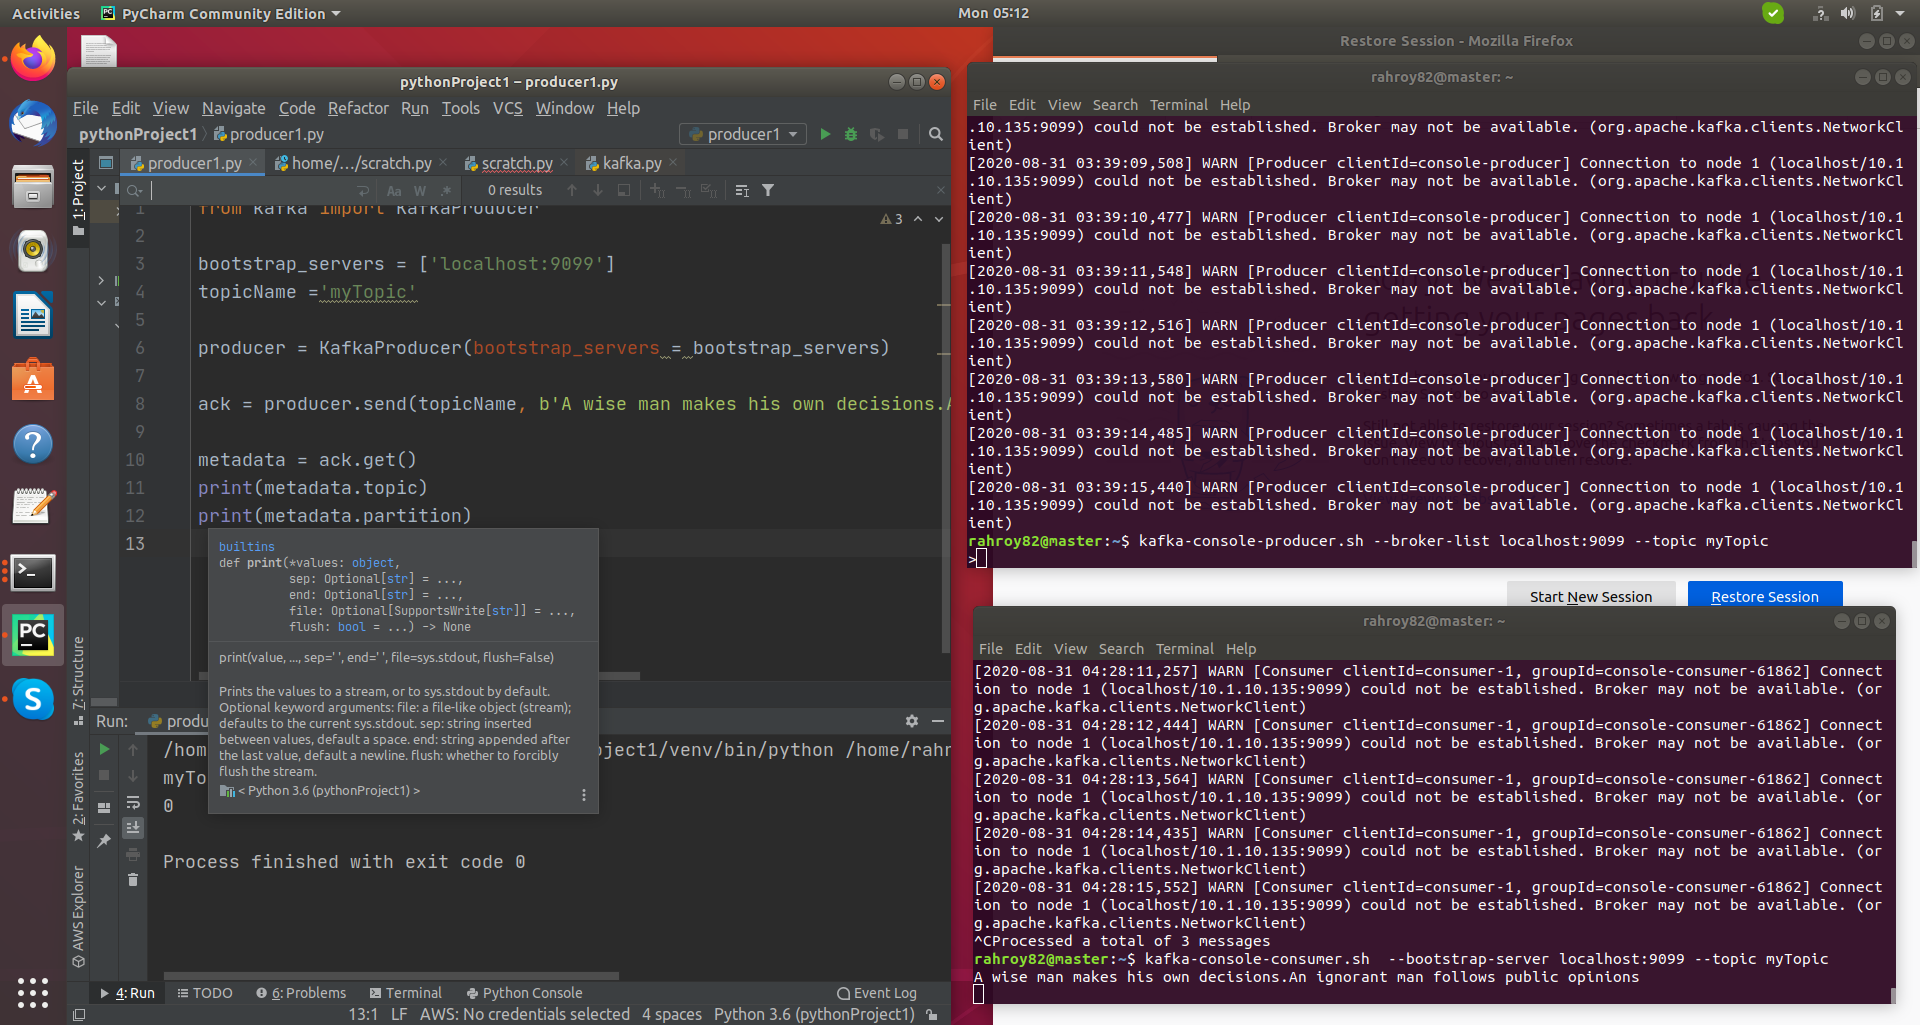 Activities
PyCharm Community Edition
Mon 05:12
Restore Session - Mozilla Firefox
pythonProject1 – producer1.py
File Edit View Navigate Code Refactor Run Tools VCS Window Help
pythonProject1 producer1.py
producer1
1: Project
producer1.py home/.../scratch.py scratch.py kafka.py
Aa W .* 0 results
3
1 from kafka import KafkaProducer
2
3 bootstrap_servers = ['localhost:9099']
4 topicName ='myTopic'
5
6 producer = KafkaProducer(bootstrap_servers = bootstrap_servers)
7
8 ack = producer.send(topicName, b'A wise man makes his own decisions.A
9
10 metadata = ack.get()
11 print(metadata.topic)
12 print(metadata.partition)
13
builtins
def print(*values: object,
sep: Optional[str] = ...,
end: Optional[str] = ...,
file: Optional[SupportsWrite[str]] = ...,
flush: bool = ...) -> None
print(value, ..., sep=' ', end=' ', file=sys.stdout, flush=False)
Prints the values to a stream, or to sys.stdout by default.
Optional keyword arguments: file: a file-like object (stream);
defaults to the current sys.stdout. sep: string inserted
between values, default a space. end: string appended after
the last value, default a newline. flush: whether to forcibly
flush the stream.
< Python 3.6 (pythonProject1) >
7: Structure
2: Favorites
AWS Explorer
Run: produ
/hom oject1/venv/bin/python /home/rahr
myTo
0
Process finished with exit code 0
4: Run TODO 6: Problems Terminal Python Console Event Log
13:1 LF AWS: No credentials selected 4 spaces Python 3.6 (pythonProject1)
rahroy82@master: ~
File Edit View Search Terminal Help
.10.135:9099) could not be established. Broker may not be available. (org.apache.kafka.clients.NetworkCl
ient)
[2020-08-31 03:39:09,508] WARN [Producer clientId=console-producer] Connection to node 1 (localhost/10.1
.10.135:9099) could not be established. Broker may not be available. (org.apache.kafka.clients.NetworkCl
ient)
[2020-08-31 03:39:10,477] WARN [Producer clientId=console-producer] Connection to node 1 (localhost/10.1
.10.135:9099) could not be established. Broker may not be available. (org.apache.kafka.clients.NetworkCl
ient)
[2020-08-31 03:39:11,548] WARN [Producer clientId=console-producer] Connection to node 1 (localhost/10.1
.10.135:9099) could not be established. Broker may not be available. (org.apache.kafka.clients.NetworkCl
ient)
[2020-08-31 03:39:12,516] WARN [Producer clientId=console-producer] Connection to node 1 (localhost/10.1
.10.135:9099) could not be established. Broker may not be available. (org.apache.kafka.clients.NetworkCl
ient)
[2020-08-31 03:39:13,580] WARN [Producer clientId=console-producer] Connection to node 1 (localhost/10.1
.10.135:9099) could not be established. Broker may not be available. (org.apache.kafka.clients.NetworkCl
ient)
[2020-08-31 03:39:14,485] WARN [Producer clientId=console-producer] Connection to node 1 (localhost/10.1
.10.135:9099) could not be established. Broker may not be available. (org.apache.kafka.clients.NetworkCl
ient)
[2020-08-31 03:39:15,440] WARN [Producer clientId=console-producer] Connection to node 1 (localhost/10.1
.10.135:9099) could not be established. Broker may not be available. (org.apache.kafka.clients.NetworkCl
ient)
rahroy82@master:~$ kafka-console-producer.sh --broker-list localhost:9099 --topic myTopic
>
Start New Session Restore Session
rahroy82@master: ~
File Edit View Search Terminal Help
[2020-08-31 04:28:11,257] WARN [Consumer clientId=consumer-1, groupId=console-consumer-61862] Connect
ion to node 1 (localhost/10.1.10.135:9099) could not be established. Broker may not be available. (or
g.apache.kafka.clients.NetworkClient)
[2020-08-31 04:28:12,444] WARN [Consumer clientId=consumer-1, groupId=console-consumer-61862] Connect
ion to node 1 (localhost/10.1.10.135:9099) could not be established. Broker may not be available. (or
g.apache.kafka.clients.NetworkClient)
[2020-08-31 04:28:13,564] WARN [Consumer clientId=consumer-1, groupId=console-consumer-61862] Connect
ion to node 1 (localhost/10.1.10.135:9099) could not be established. Broker may not be available. (or
g.apache.kafka.clients.NetworkClient)
[2020-08-31 04:28:14,435] WARN [Consumer clientId=consumer-1, groupId=console-consumer-61862] Connect
ion to node 1 (localhost/10.1.10.135:9099) could not be established. Broker may not be available. (or
g.apache.kafka.clients.NetworkClient)
[2020-08-31 04:28:15,552] WARN [Consumer clientId=consumer-1, groupId=console-consumer-61862] Connect
ion to node 1 (localhost/10.1.10.135:9099) could not be established. Broker may not be available. (or
g.apache.kafka.clients.NetworkClient)
^CProcessed a total of 3 messages
rahroy82@master:~$ kafka-console-consumer.sh  --bootstrap-server localhost:9099 --topic myTopic
A wise man makes his own decisions.An ignorant man follows public opinions